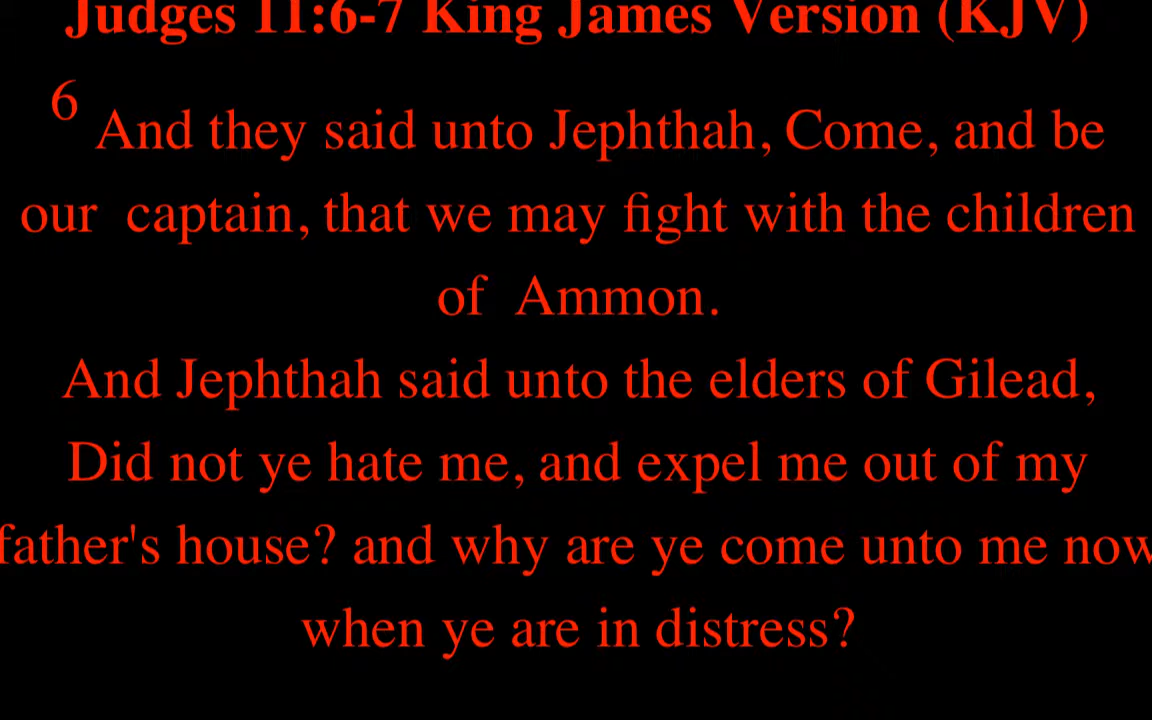 Judges 11:6-7 King James Version (KJV)
6 And they said unto Jephthah, Come, and be
our captain, that we may fight with the children
of Ammon.
And Jephthah said unto the elders of Gilead,
Did not ye hate me, and expel me out of my
father's house? and why are ye come unto me now
when ye are in distress?